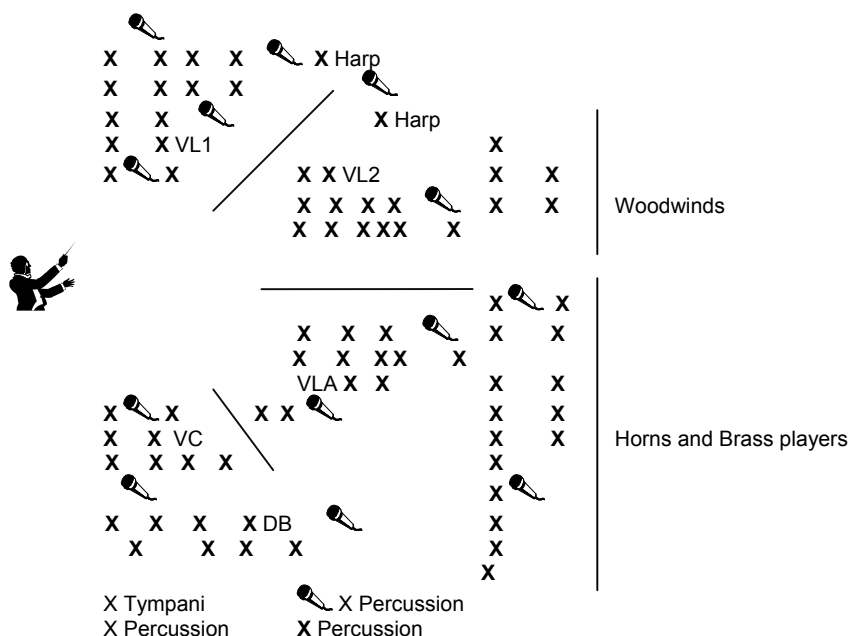 X X X X X Harp
X X X X
X X X Harp
X X VL1 X
X X X X VL2 X X
X X X X X X Woodwinds
X X X X X X
X X
X X X X X
X X X X X
VLA X X X X
X X X X X X
X X VC X X Horns and Brass players
X X X X X
X
X X X X DB X
X X X X X
X
X Tympani X Percussion
X Percussion X Percussion